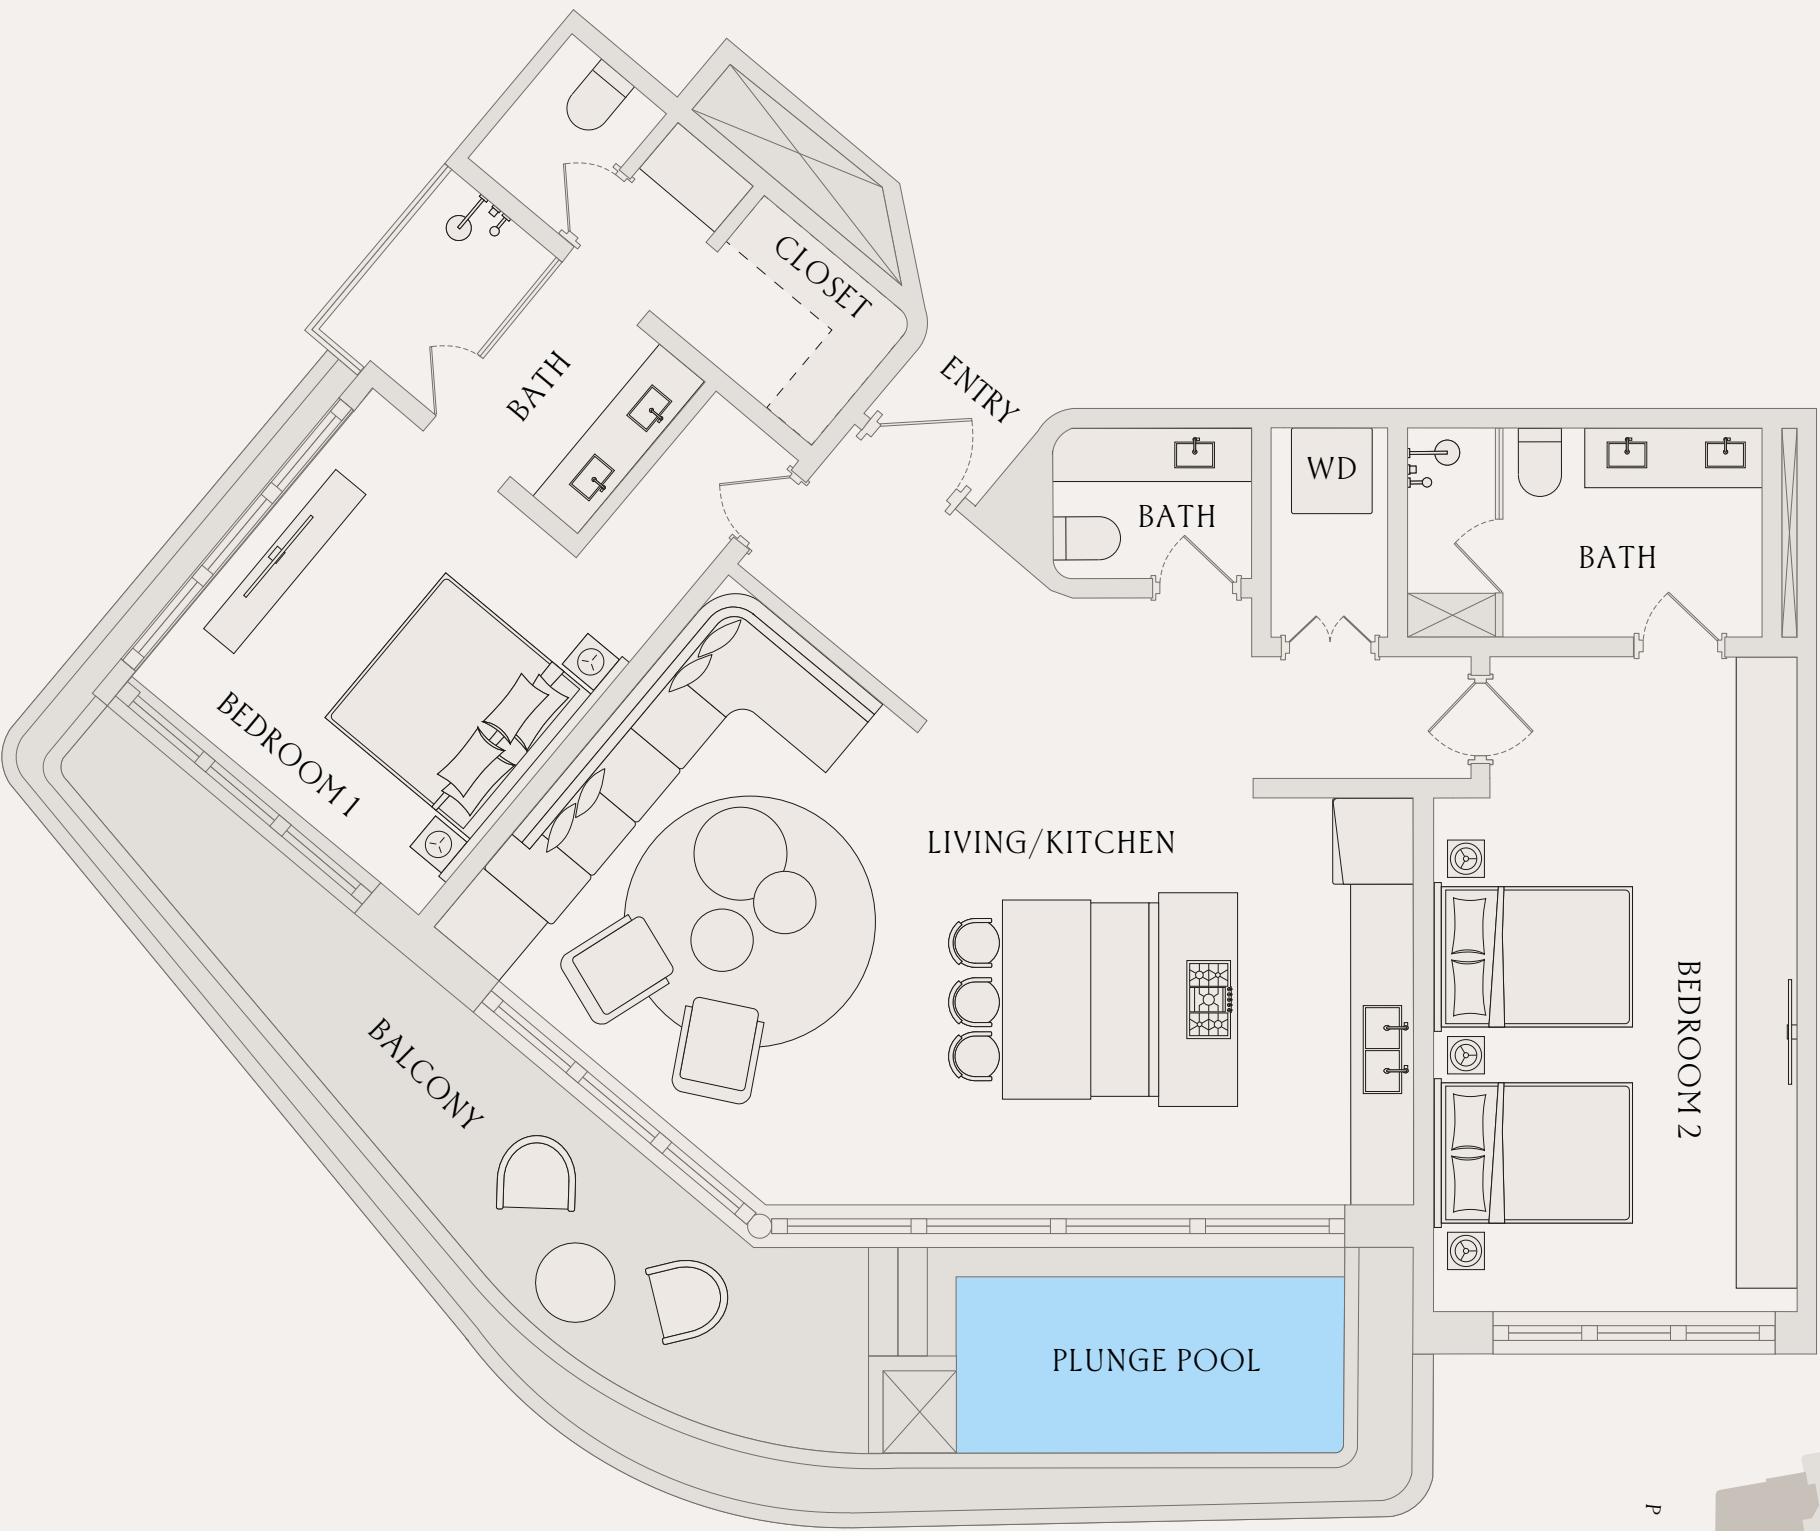 CLOSET
BATH
ENTRY
WD
BATH
BATH
BEDROOM 1
LIVING/KITCHEN
BEDROOM 2
BALCONY
PLUNGE POOL
P